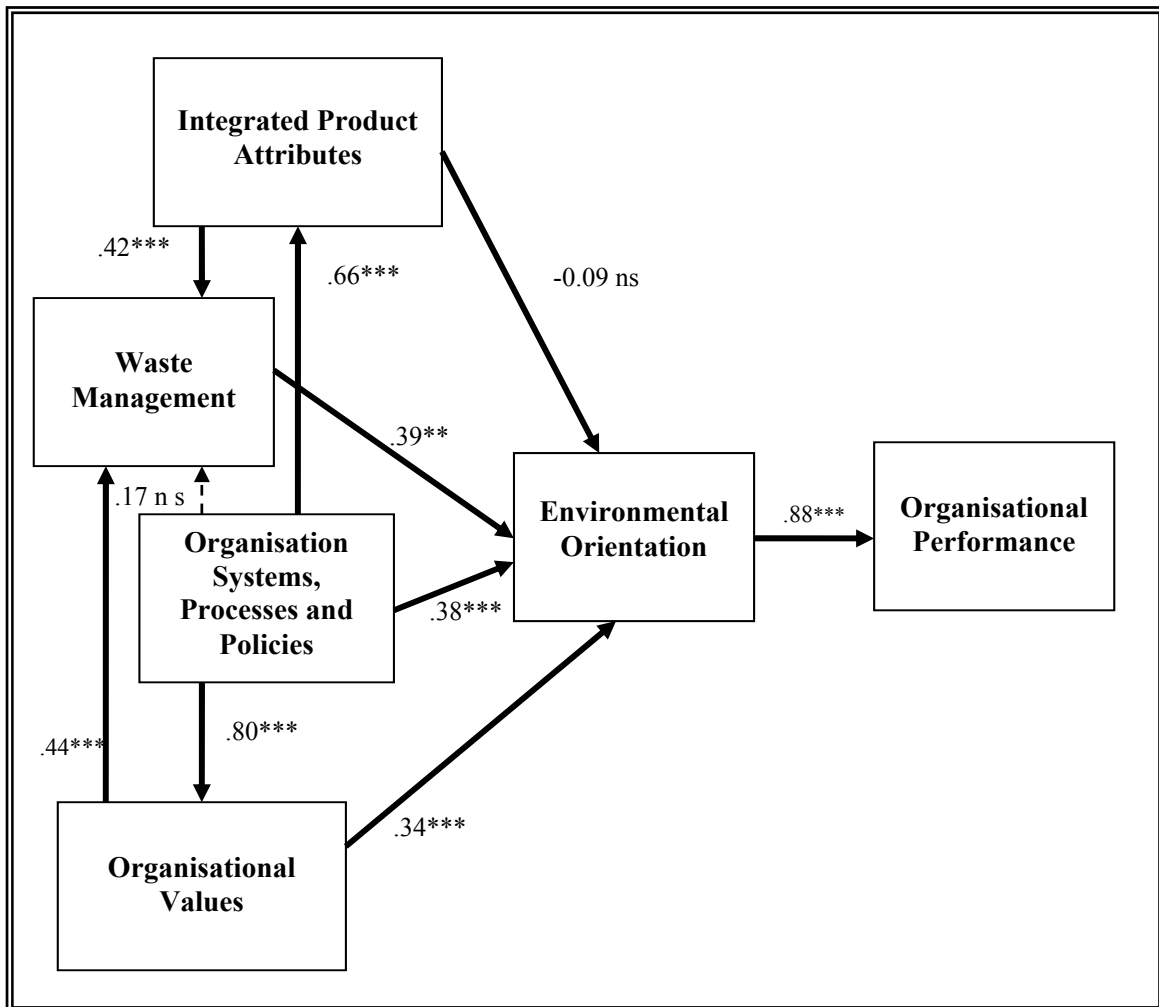 Integrated Product
Attributes
.42***
.66***
-0.09 ns
Waste
Management
.39**
.17 n s
Organisation
Systems,
Processes and
Policies
Environmental
Orientation
.88***
Organisational
Performance
.38***
.80***
.44***
.34***
Organisational
Values